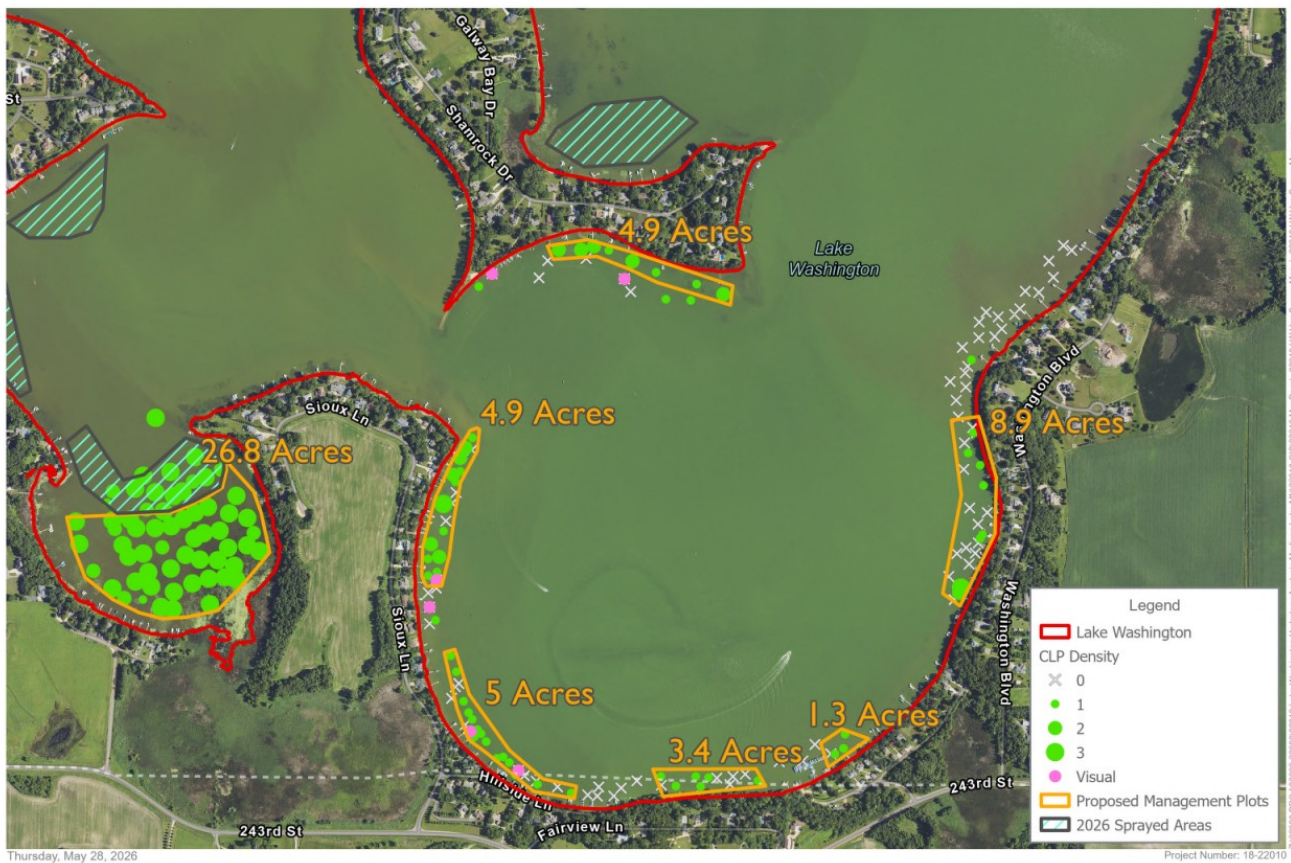 Galway Bay Dr
Shamrock Dr
St
4.9 Acres
Lake
Washington
Washington Blvd
8.9 Acres
Sioux Ln
4.9 Acres
26.8 Acres
Sioux Ln
Washington Blvd
5 Acres
1.3 Acres
3.4 Acres
Hillside Ln
243rd St
243rd St
Fairview Ln
Legend
Lake Washington
CLP Density
0
1
2
3
Visual
Proposed Management Plots
2026 Sprayed Areas
Thursday, May 28, 2026
Project Number: 18-22010